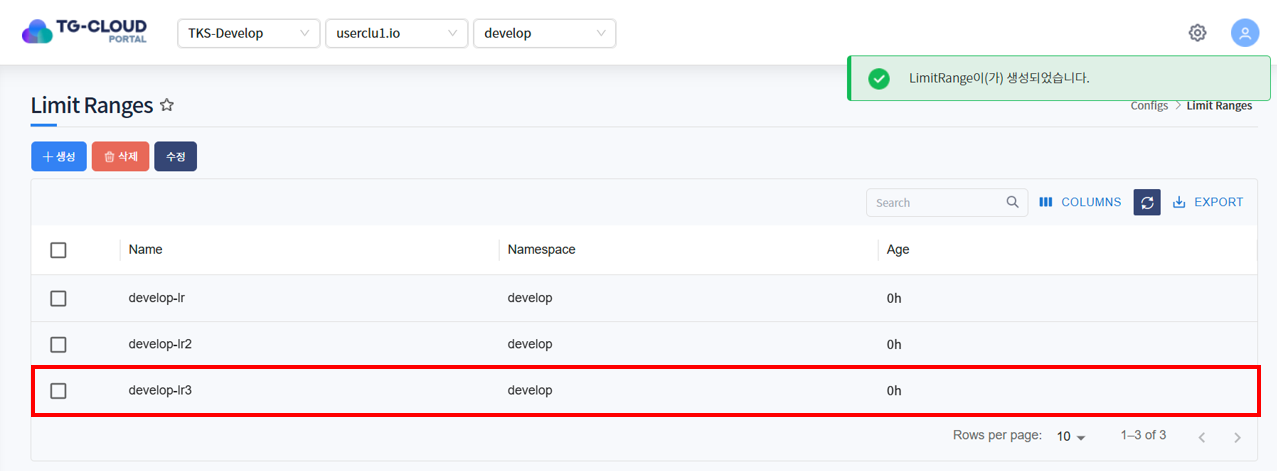 TG-CLOUD
PORTAL
TKS-Develop
userclu1.io
develop
LimitRange이(가) 생성되었습니다.
Limit Ranges
Configs > Limit Ranges
+ 생성
삭제
수정
Search
COLUMNS
EXPORT
Name Namespace Age
develop-lr develop 0h
develop-lr2 develop 0h
develop-lr3 develop 0h
Rows per page: 10 1–3 of 3